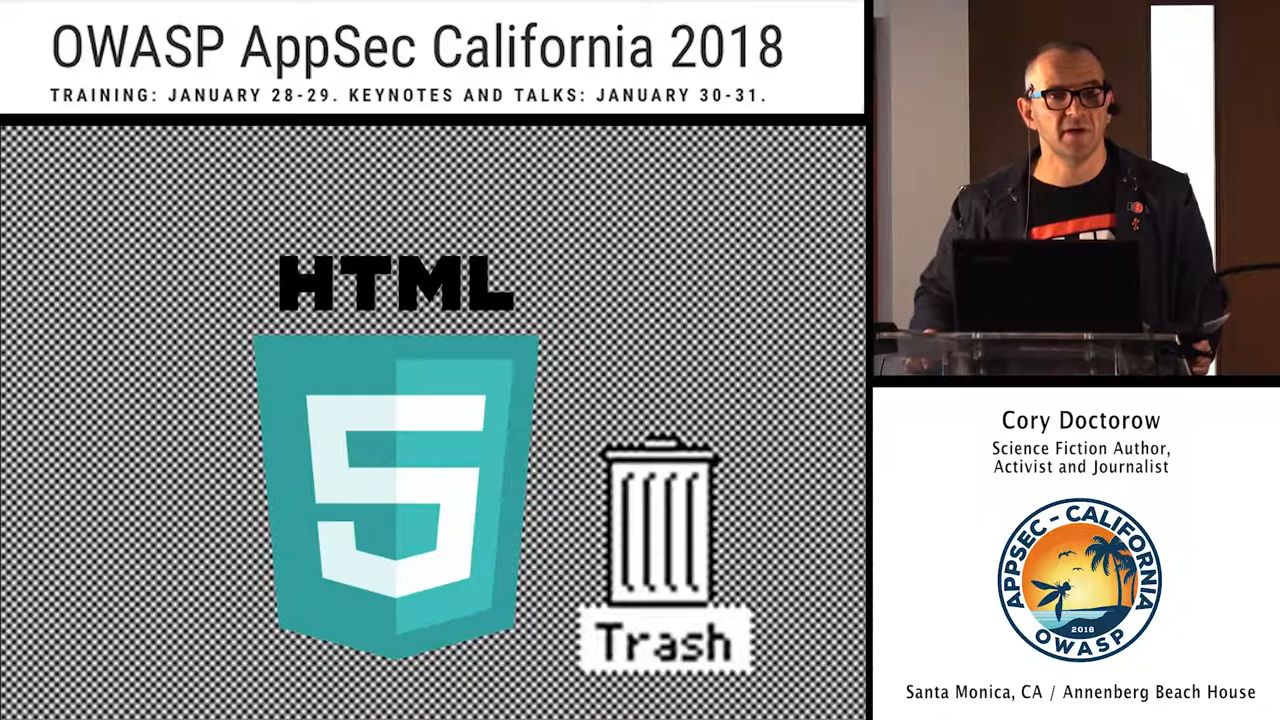 OWASP AppSec California 2018
TRAINING: JANUARY 28-29. KEYNOTES AND TALKS: JANUARY 30-31.
HTML
5
Trash
Cory Doctorow
Science Fiction Author,
Activist and Journalist
APPSEC - CALIFORNIA
2018
OWASP
Santa Monica, CA / Annenberg Beach House